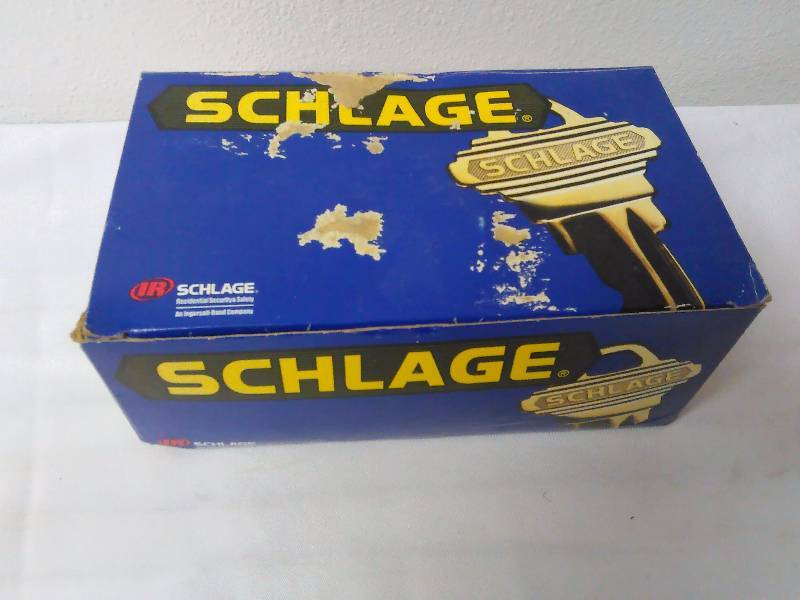 SCHLAGE®
SCHLAGE
IR SCHLAGE®
Residential Security & Safety
An Ingersoll-Rand Company
SCHLAGE®
SCHLAGE
IR SCHLAGE